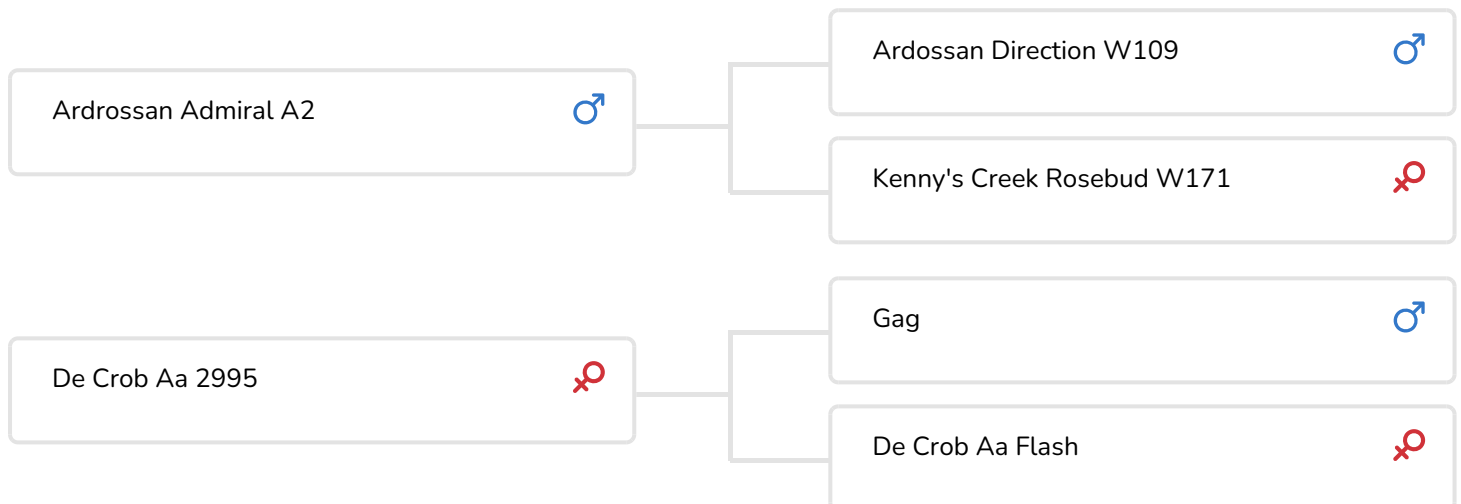 Ardossan Direction W109
Ardrossan Admiral A2
Kenny's Creek Rosebud W171
Gag
De Crob Aa 2995
De Crob Aa Flash